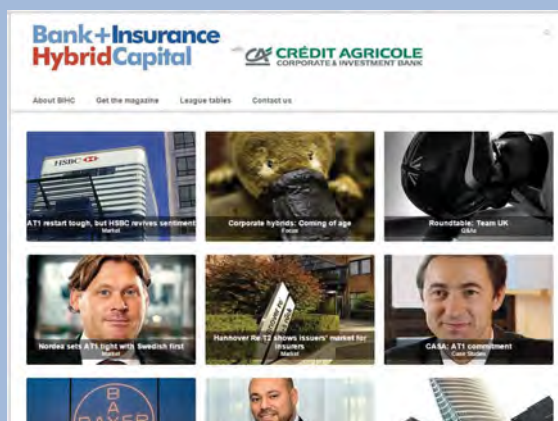 Bank+Insurance
HybridCapital
CA CRÉDIT AGRICOLE
CORPORATE & INVESTMENT BANK
About BIHC Get the magazine League tables Contact us
HSBC
AT1 restart tough, but HSBC revives sentiment
Market
Corporate hybrids: Coming of age
Focus
Roundtable: Team UK
Q&As
Nordea sets AT1 tight with Swedish first
Market
Hannover Re T2 shows issuers' market for
insurers
Market
CASA: AT1 commitment
Case Studies
BA
BAYER